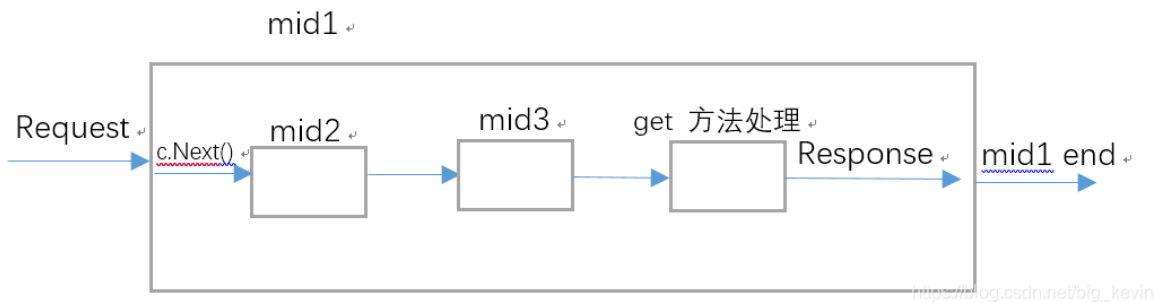 mid1
Request
c.Next()
mid2
mid3
get 方法处理
Response
mid1 end
https://blog.csdn.net/big_kevin